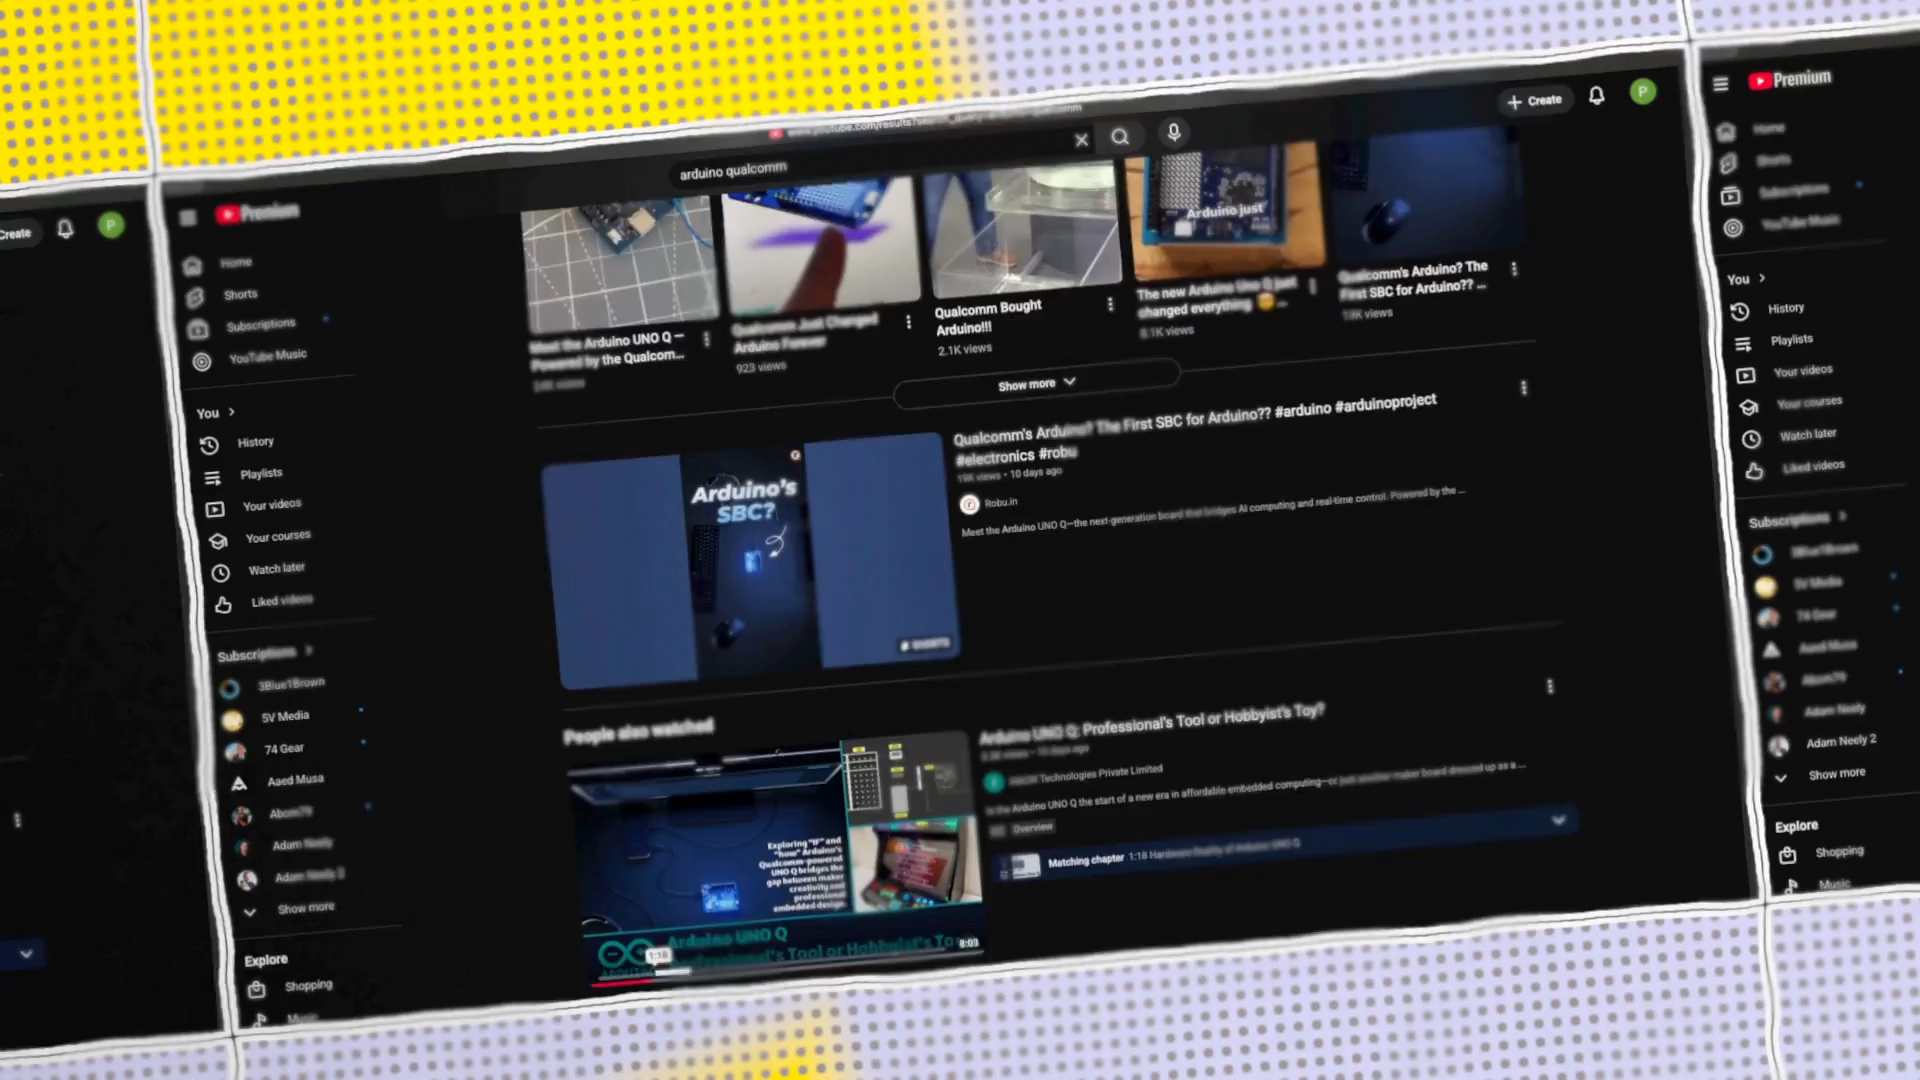 Create
P
Premium
Home
Shorts
Subscriptions
YouTube Music
You
History
Playlists
Your videos
Your courses
Watch later
Liked videos
Subscriptions
3Blue1Brown
5V Media
74 Gear
Aaed Musa
Abom79
Adam Neely
Adam Neely 2
Show more
Explore
Shopping
Music
arduino qualcomm
Create
P
Meet the Arduino UNO Q —
Powered by the Qualcom...
Qualcomm Just Changed
Arduino Forever
923 views
Qualcomm Bought
Arduino!!!
2.1K views
Arduino just
The new Arduino Uno Q just
changed everything ...
8.1K views
Qualcomm's Arduino? The
First SBC for Arduino?? ...
19K views
Show more
Arduino's
SBC?
SHORTS
Qualcomm's Arduino? The First SBC for Arduino?? #arduino #arduinoproject
#electronics #robu
19K views • 10 days ago
Robu.in
Meet the Arduino UNO Q—the next-generation board that bridges AI computing and real-time control. Powered by the ...
People also watched
Exploring "IF" and
"how" Arduino's
Qualcomm-powered
UNO Q bridges the
gap between maker
creativity and
professional
embedded design.
Arduino UNO Q
Professional's Tool or Hobbyist's To
1:18
8:03
Arduino UNO Q: Professional's Tool or Hobbyist's Toy?
Technologies Private Limited
Is the Arduino UNO Q the start of a new era in affordable embedded computing—or just another maker board dressed up as a ...
Overview
Matching chapter 1:18 Hardware Reality of Arduino UNO Q
Premium
Home
Shorts
Subscriptions
YouTube Music
You
History
Playlists
Your videos
Your courses
Watch later
Liked videos
Subscriptions
3Blue1Brown
5V Media
74 Gear
Aaed Musa
Abom79
Adam Neely
Adam Neely 2
Show more
Explore
Shopping
Music